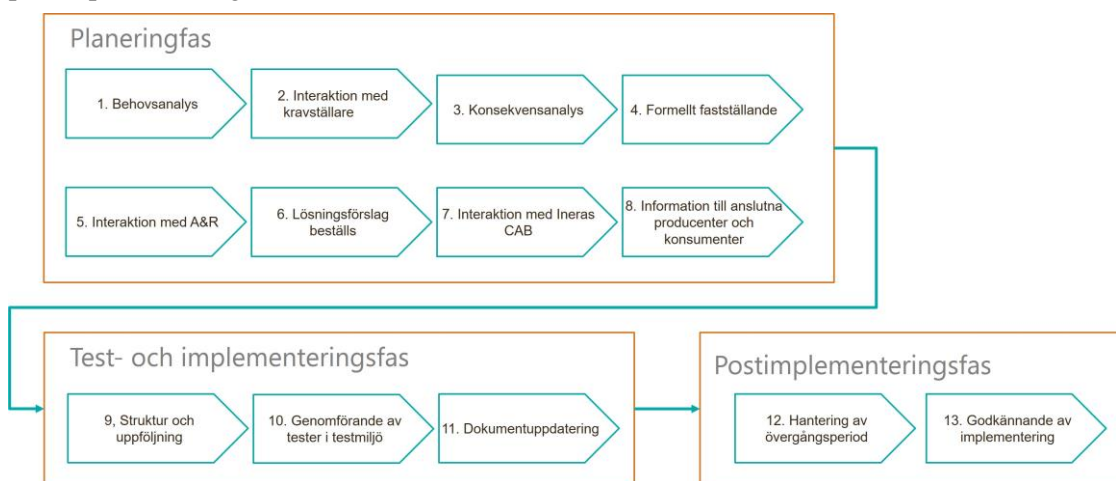 Planeringfas
1. Behovsanalys
2. Interaktion med
kravställare
3. Konsekvensanalys
4. Formellt fastställande
5. Interaktion med A&R
6. Lösningsförslag
beställs
7. Interaktion med Ineras
CAB
8. Information till anslutna
producenter och
konsumenter
Test- och implementeringsfas
9, Struktur och
uppföljning
10. Genomförande av
tester i testmiljö
11. Dokumentuppdatering
Postimplementeringsfas
12. Hantering av
övergångsperiod
13. Godkännande av
implementering